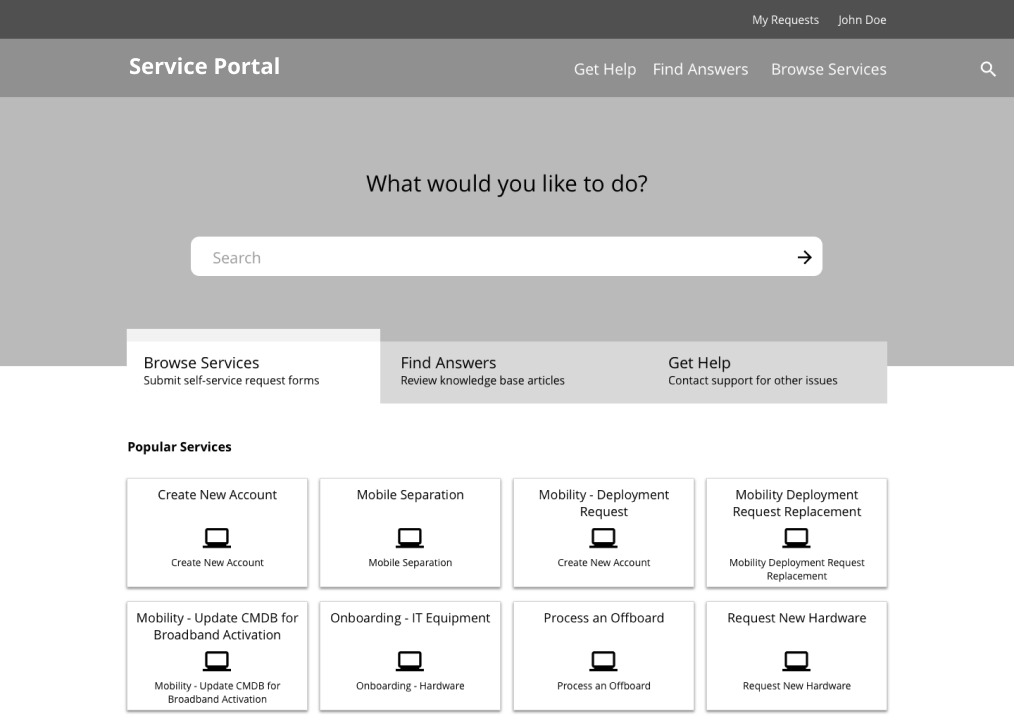 My Requests
John Doe
Service Portal
Get Help
Find Answers
Browse Services
What would you like to do?
Search
Browse Services
Submit self-service request forms
Find Answers
Review knowledge base articles
Get Help
Contact support for other issues
Popular Services
Create New Account
Create New Account
Mobile Separation
Mobile Separation
Mobility - Deployment
Request
Create New Account
Mobility Deployment
Request Replacement
Mobility Deployment Request
Replacement
Mobility - Update CMDB for
Broadband Activation
Mobility - Update CMDB for
Broadband Activation
Onboarding - IT Equipment
Onboarding - Hardware
Process an Offboard
Process an Offboard
Request New Hardware
Request New Hardware